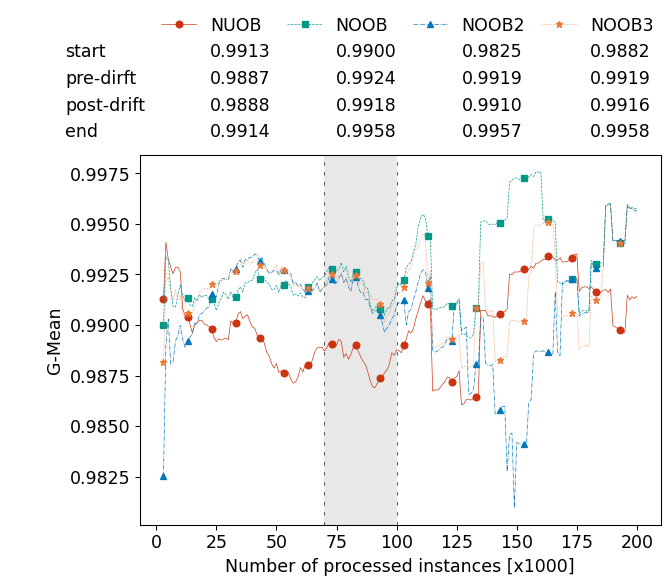 NUOB NOOB NOOB2 NOOB3
start 0.9913 0.9900 0.9825 0.9882
pre-dirft 0.9887 0.9924 0.9919 0.9919
post-drift 0.9888 0.9918 0.9910 0.9916
end 0.9914 0.9958 0.9957 0.9958
0.9975
0.9950
0.9925
0.9900
0.9875
0.9850
0.9825
G-Mean
0 25 50 75 100 125 150 175 200
Number of processed instances [x1000]